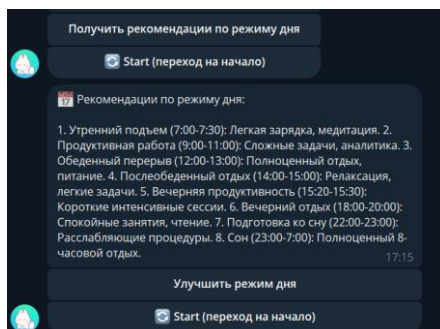 Получить рекомендации по режиму дня
Start (переход на начало)
Рекомендации по режиму дня:
1. Утренний подъем (7:00-7:30): Легкая зарядка, медитация. 2.
Продуктивная работа (9:00-11:00): Сложные задачи, аналитика. 3.
Обеденный перерыв (12:00-13:00): Полноценный отдых,
питание. 4. Послеобеденный отдых (14:00-15:00): Релаксация,
легкие задачи. 5. Вечерняя продуктивность (15:20-15:30):
Короткие интенсивные сессии. 6. Вечерний отдых (18:00-20:00):
Спокойные занятия, чтение. 7. Подготовка ко сну (22:00-23:00):
Расслабляющие процедуры. 8. Сон (23:00-7:00): Полноценный 8-
часовой отдых.
17:15
Улучшить режим дня
Start (переход на начало)